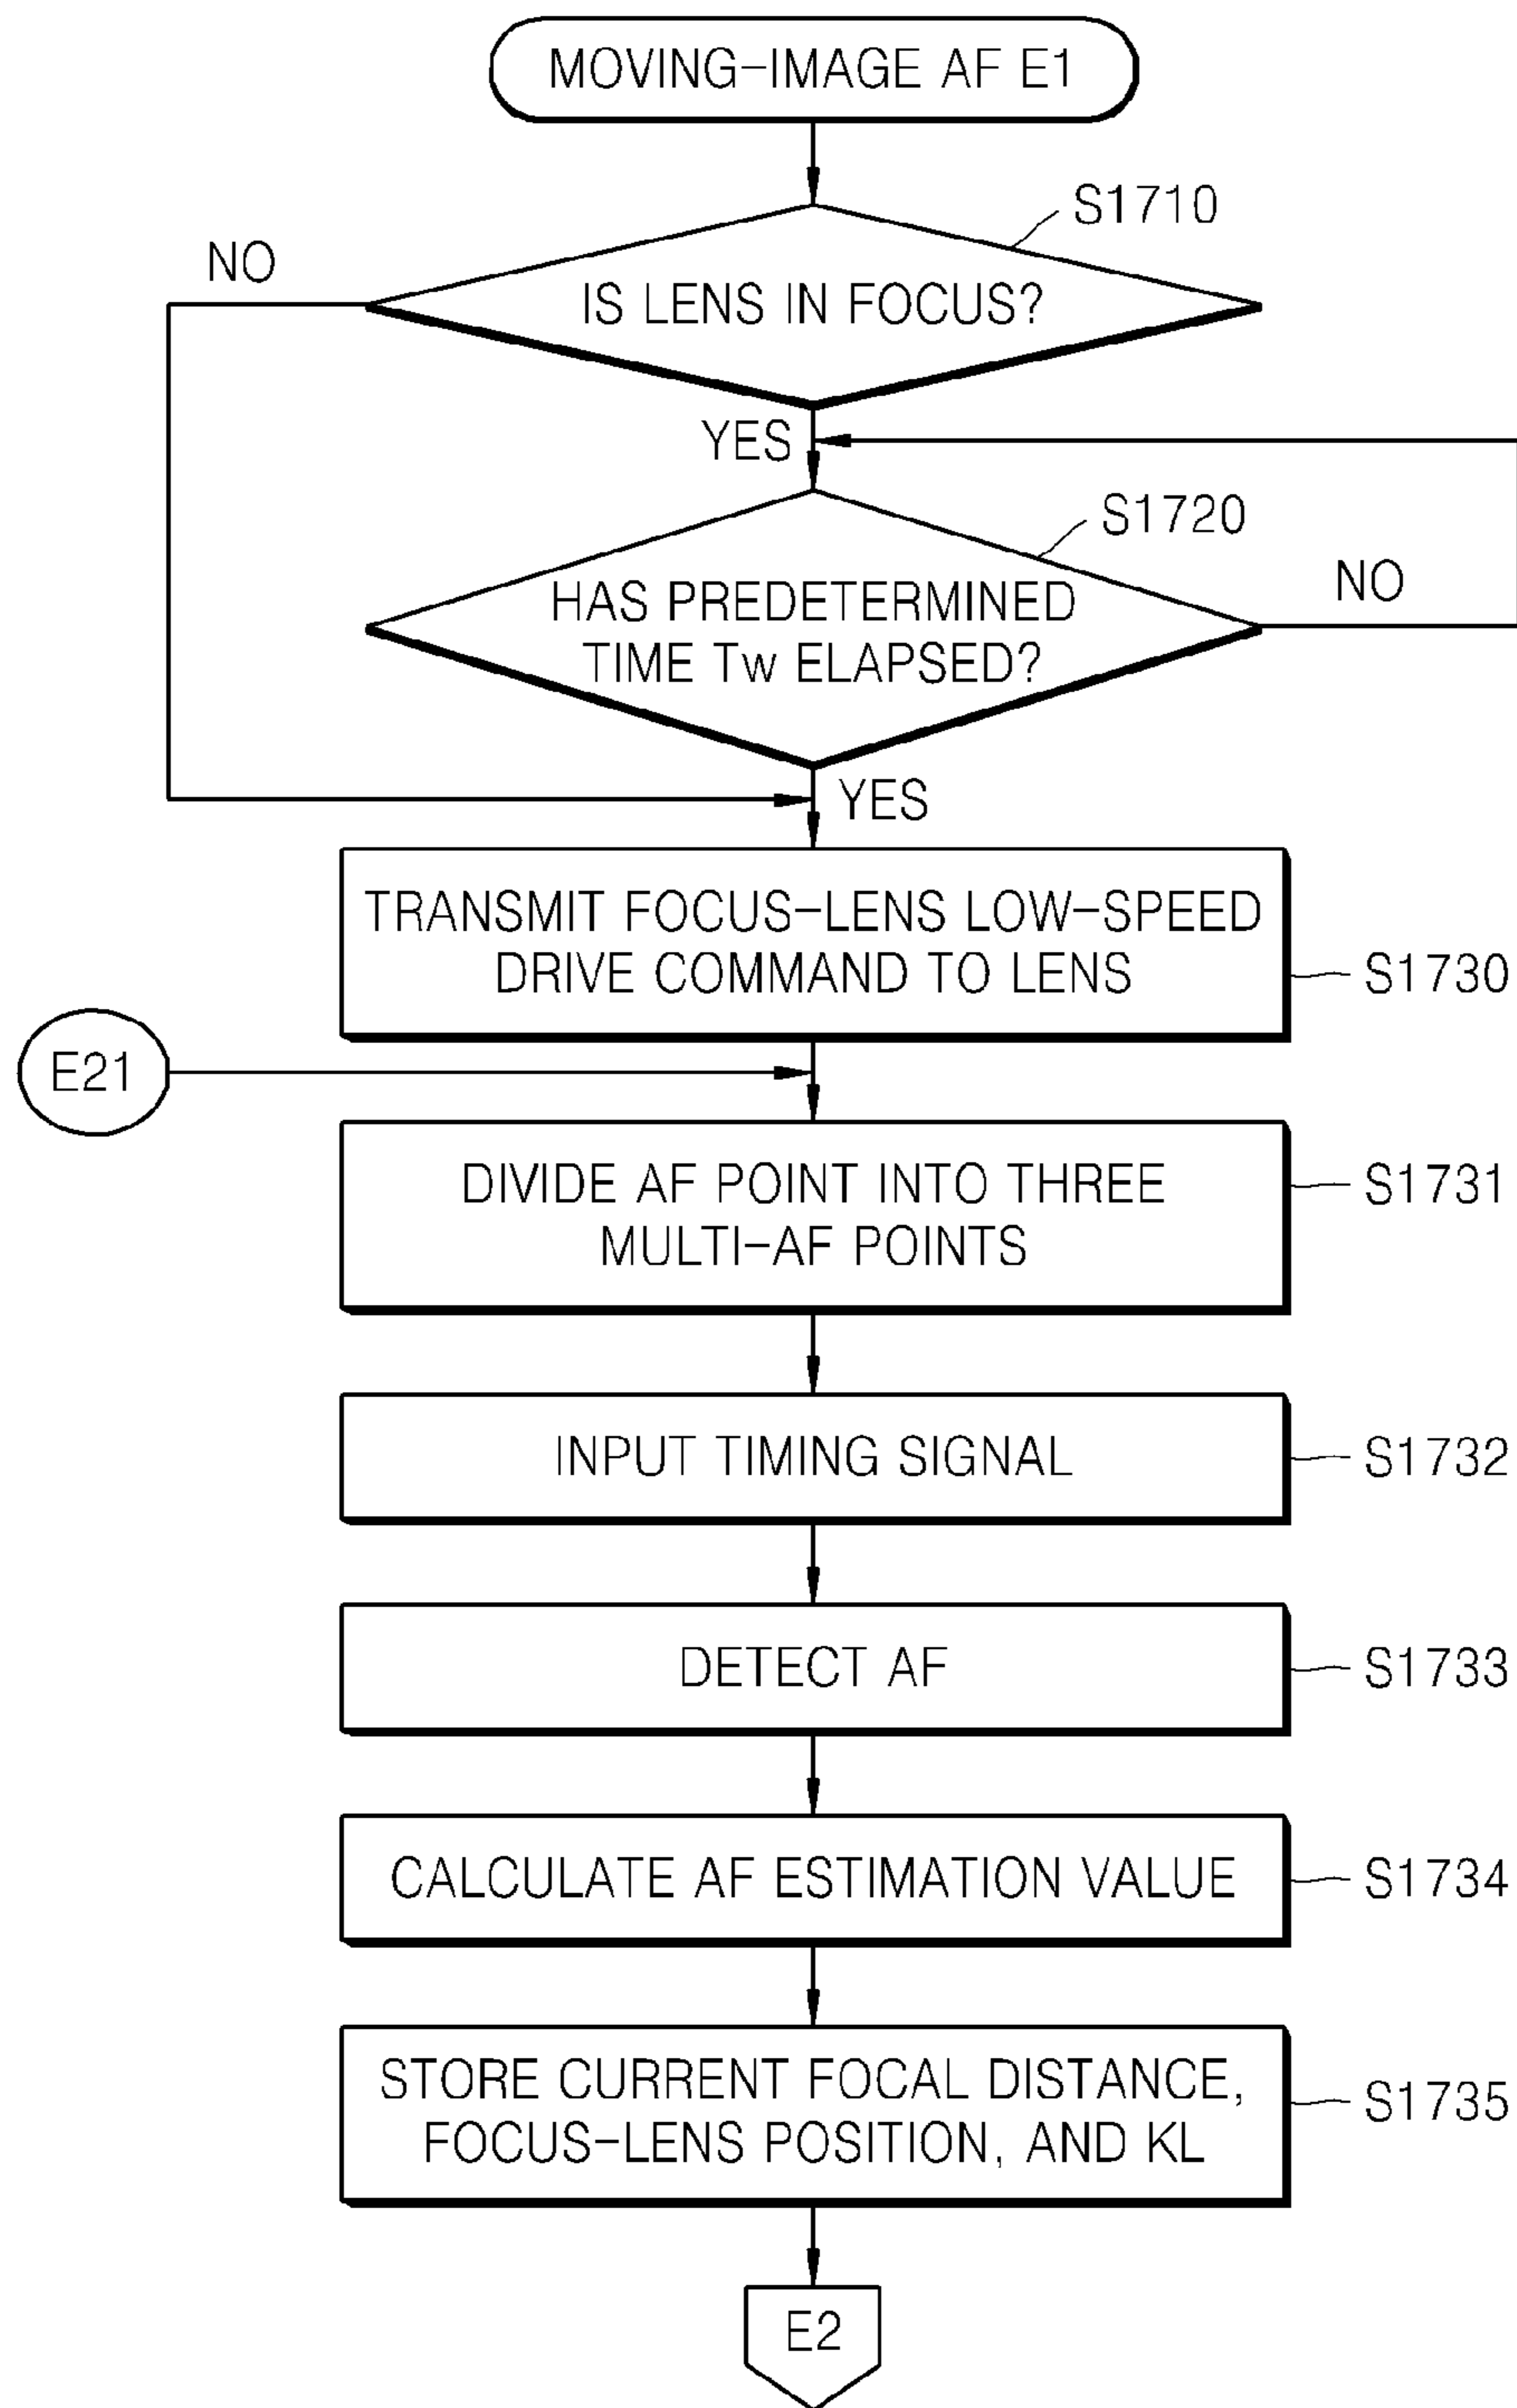 MOVING-IMAGE AF E1
S1710
NO
IS LENS IN FOCUS?
YES
S1720
NO
HAS PREDETERMINED
TIME Tw ELAPSED?
YES
TRANSMIT FOCUS-LENS LOW-SPEED
DRIVE COMMAND TO LENS
S1730
E21
DIVIDE AF POINT INTO THREE
MULTI-AF POINTS
S1731
INPUT TIMING SIGNAL
S1732
DETECT AF
S1733
CALCULATE AF ESTIMATION VALUE
S1734
STORE CURRENT FOCAL DISTANCE,
FOCUS-LENS POSITION, AND KL
S1735
E2